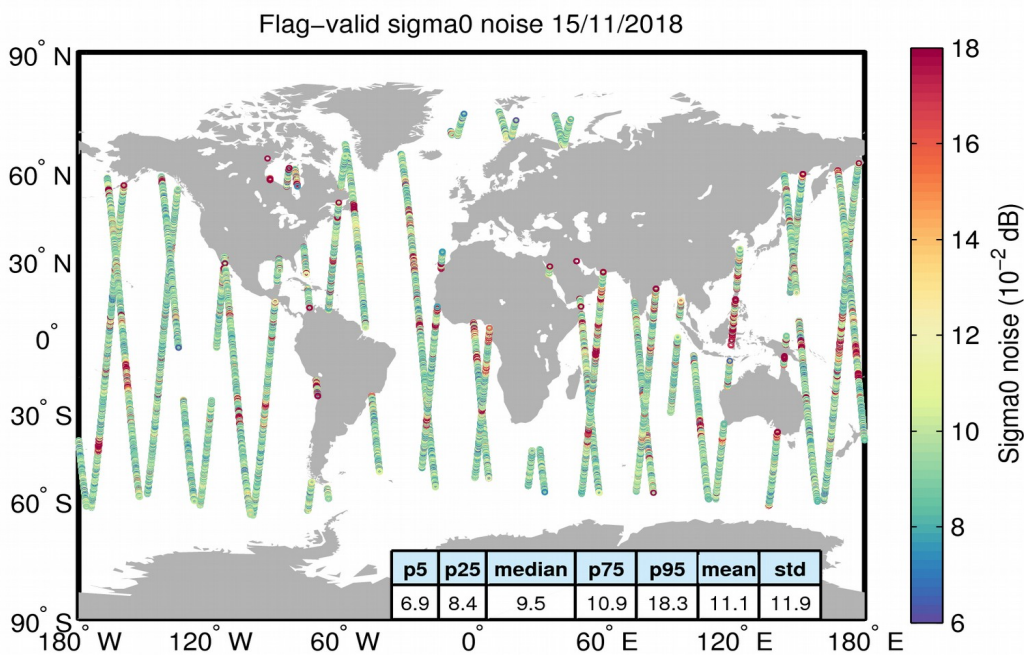 Flag−valid sigma0 noise 15/11/2018
90° N
60° N
30° N
0°
30° S
60° S
90° S
180° W
120° W
60° W
0°
60° E
120° E
180° E
p5 p25 median p75 p95 mean std
6.9 8.4 9.5 10.9 18.3 11.1 11.9
18
16
14
12
10
8
6
Sigma0 noise (10⁻² dB)